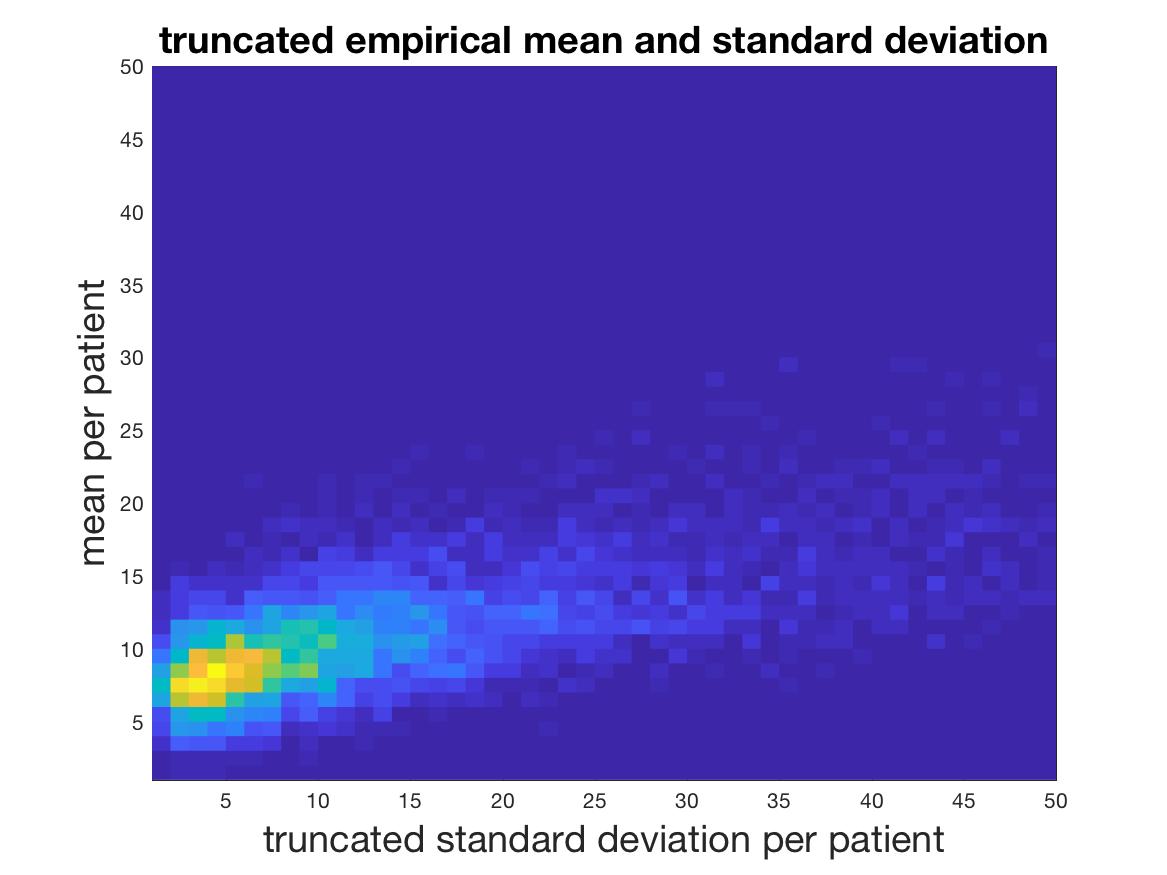 truncated empirical mean and standard deviation
50
45
40
35
30
25
20
15
10
5
mean per patient
5 10 15 20 25 30 35 40 45 50
truncated standard deviation per patient